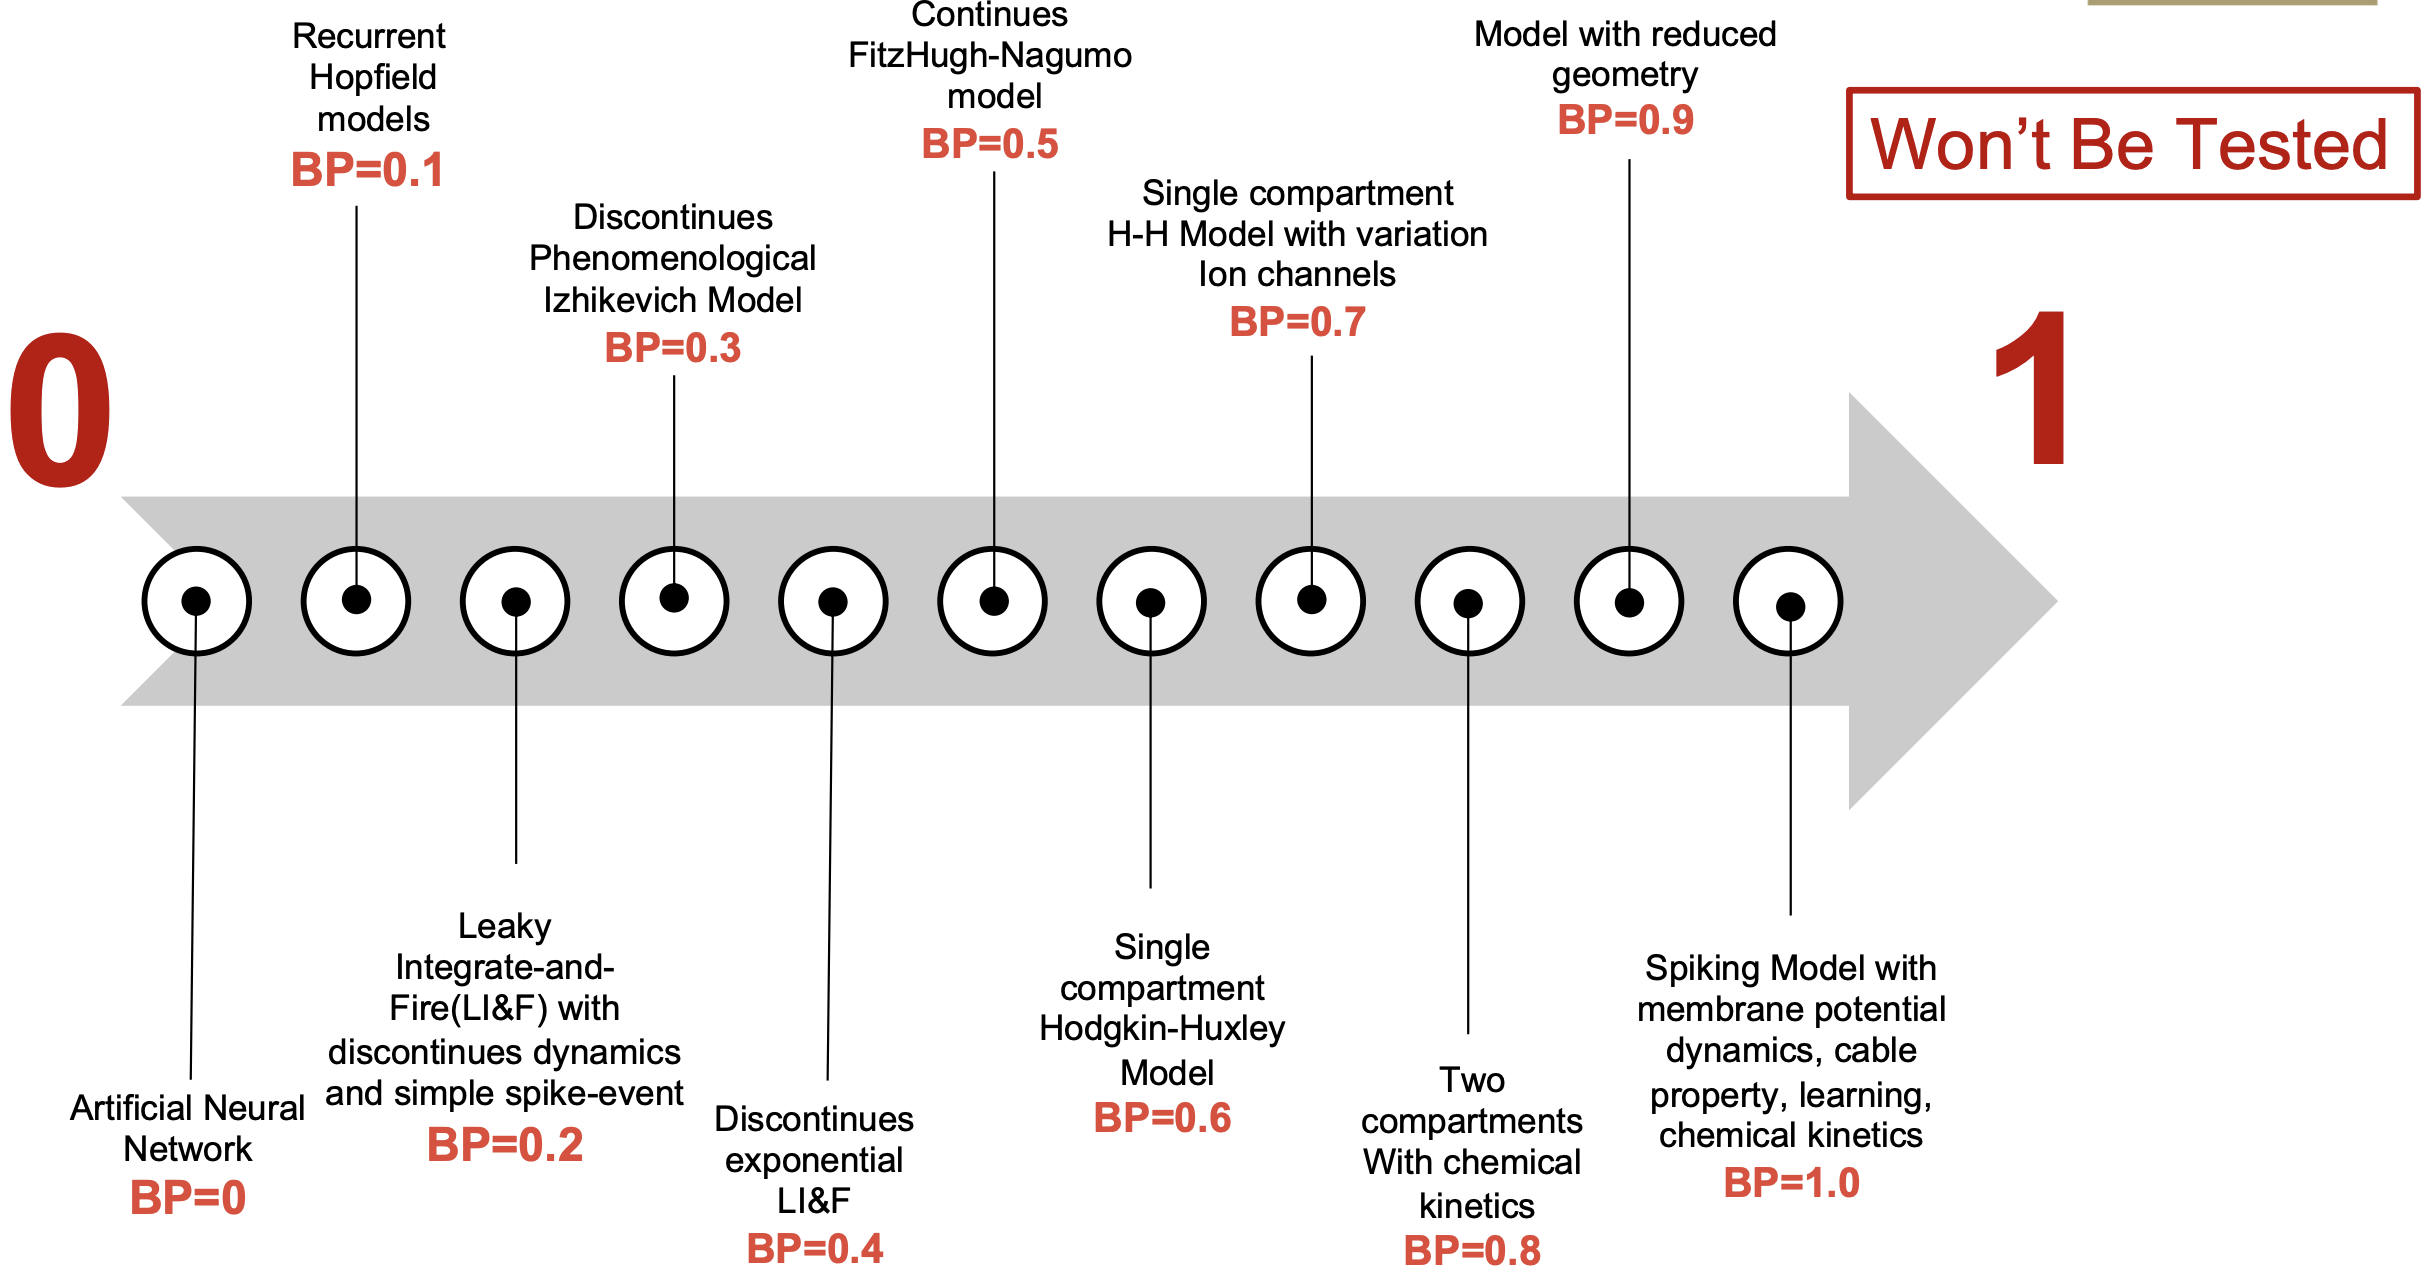 Recurrent
Hopfield
models
BP=0.1
Continues
FitzHugh-Nagumo
model
BP=0.5
Model with reduced
geometry
BP=0.9
Won’t Be Tested
Discontinues
Phenomenological
Izhikevich Model
BP=0.3
Single compartment
H-H Model with variation
Ion channels
BP=0.7
0
1
Artificial Neural
Network
BP=0
Leaky
Integrate-and-
Fire(LI&F) with
discontinues dynamics
and simple spike-event
BP=0.2
Discontinues
exponential
LI&F
BP=0.4
Single
compartment
Hodgkin-Huxley
Model
BP=0.6
Two
compartments
With chemical
kinetics
BP=0.8
Spiking Model with
membrane potential
dynamics, cable
property, learning,
chemical kinetics
BP=1.0